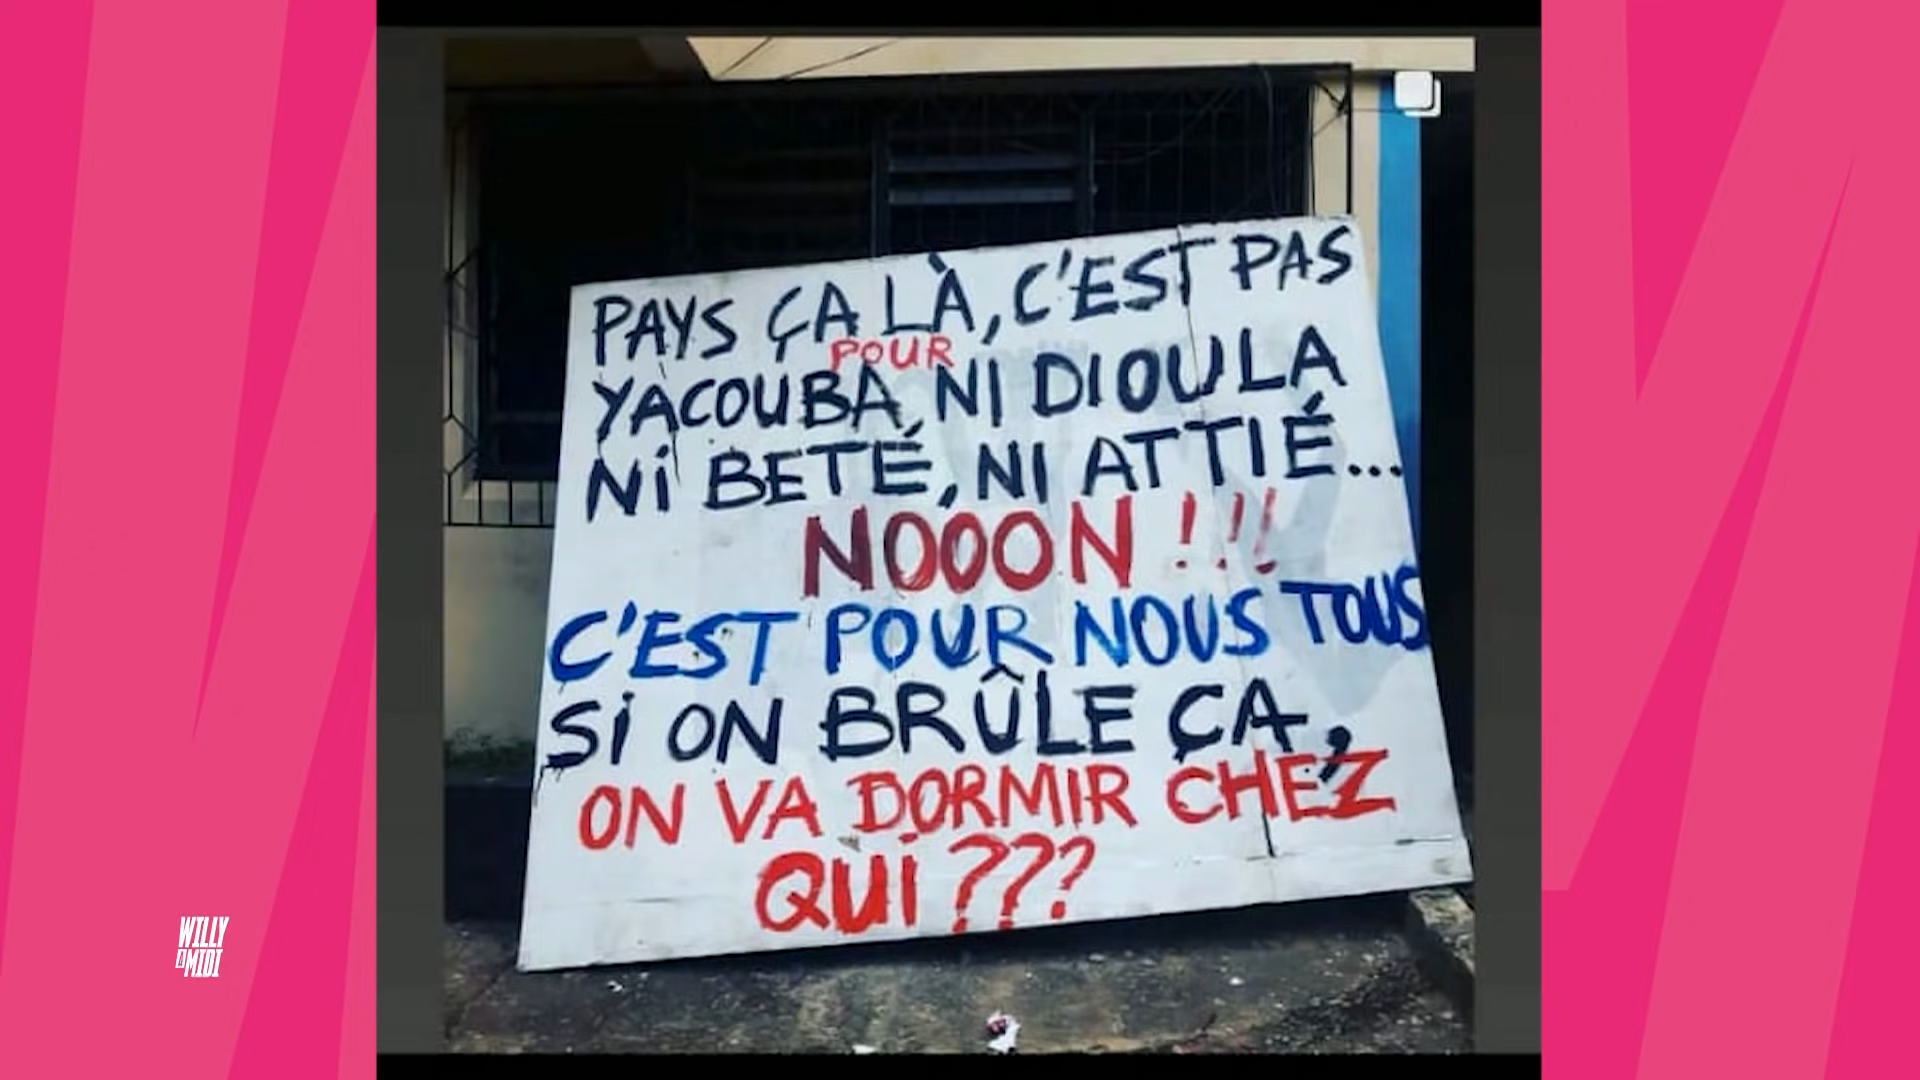 PAYS ÇA LÀ, C'EST PAS
POUR
YACOUBA, NI DIOULA
NI BETÉ, NI ATTIÉ...
NOOON !!!
C'EST POUR NOUS TOUS
SI ON BRÛLE ÇA,
ON VA DORMIR CHEZ
QUI ???
WILLY
À MIDI